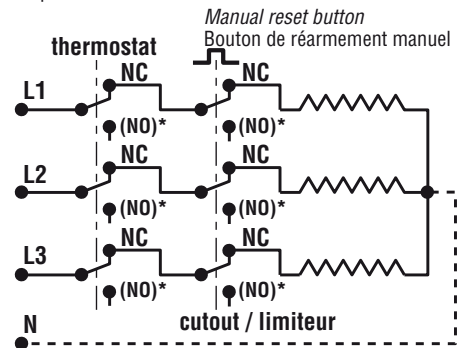 Manual reset button
Bouton de réarmement manuel
thermostat
NC NC
L1
(NO)* (NO)*
NC NC
L2
(NO)* (NO)*
NC NC
L3
(NO)* (NO)*
N
cutout / limiteur